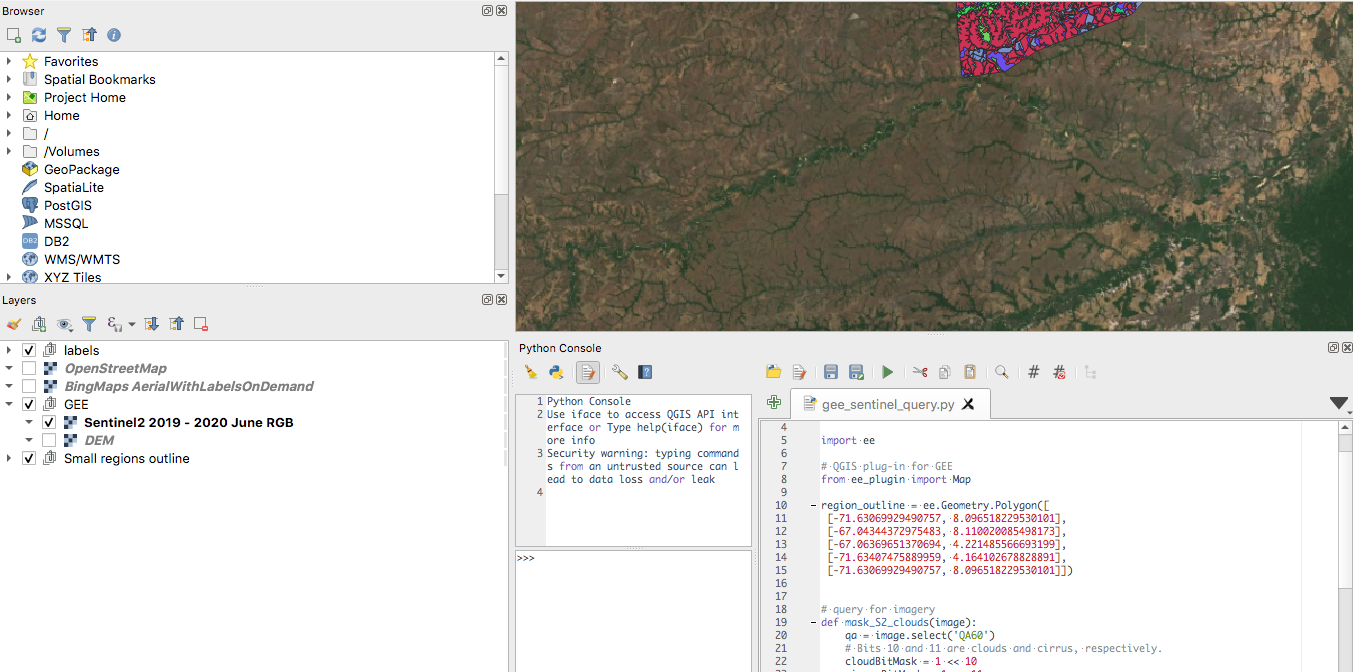 Browser
Favorites
Spatial Bookmarks
Project Home
Home
/
/Volumes
GeoPackage
SpatiaLite
PostGIS
MSSQL
DB2 DB2
WMS/WMTS
XYZ Tiles
Layers
labels
OpenStreetMap
BingMaps AerialWithLabelsOnDemand
GEE
Sentinel2 2019 - 2020 June RGB
DEM
Small regions outline
Python Console
1 Python Console
2 Use iface to access QGIS API int
erface or Type help(iface) for m
ore info
3 Security warning: typing command
s from an untrusted source can l
ead to data loss and/or leak
4
>>>
gee_sentinel_query.py
4
5 import ee
6
7 # QGIS plug-in for GEE
8 from ee_plugin import Map
9
10 region_outline = ee.Geometry.Polygon([
11 [-71.63069929490757, 8.096518229530101],
12 [-67.04344372975483, 8.110020085498173],
13 [-67.06369651370694, 4.221485566693199],
14 [-71.63407475889959, 4.164102678828891],
15 [-71.63069929490757, 8.096518229530101]])
16
17
18 # query for imagery
19 def mask_S2_clouds(image):
20 qa = image.select('QA60')
21 # Bits 10 and 11 are clouds and cirrus, respectively.
22 cloudBitMask = 1 << 10